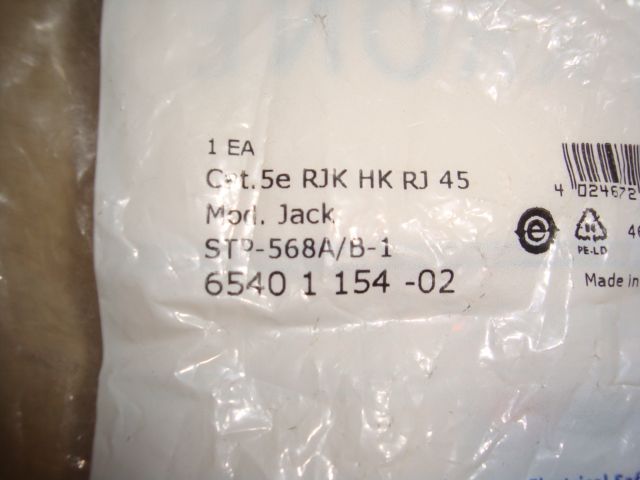 1 EA
Cat.5e RJK HK RJ 45
Mod. Jack
STP-568A/B-1
6540 1 154 -02
4 024672
e
PE-LD
Made in
Electrical